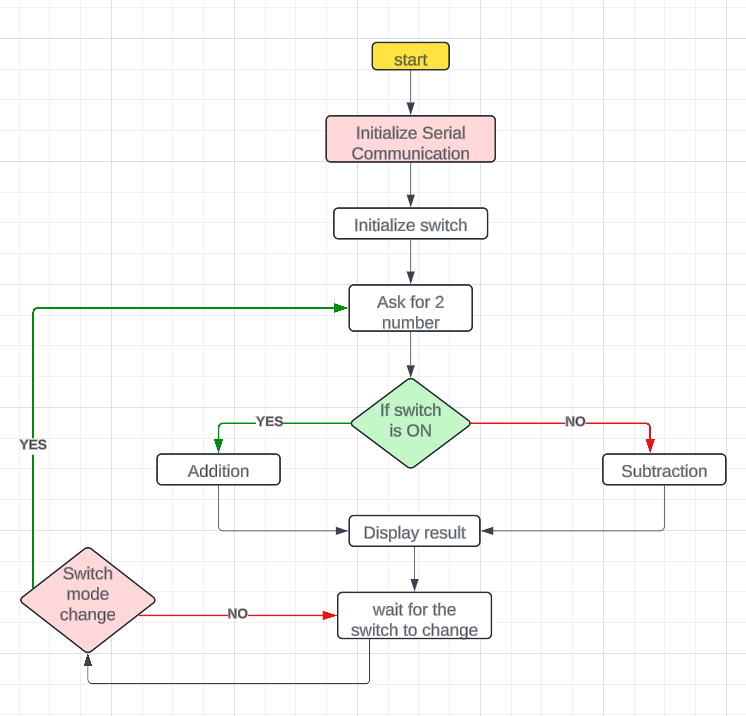 start
Initialize Serial
Communication
Initialize switch
Ask for 2
number
If switch
is ON
YES
NO
YES
Addition
Subtraction
Display result
Switch
mode
change
NO
wait for the
switch to change